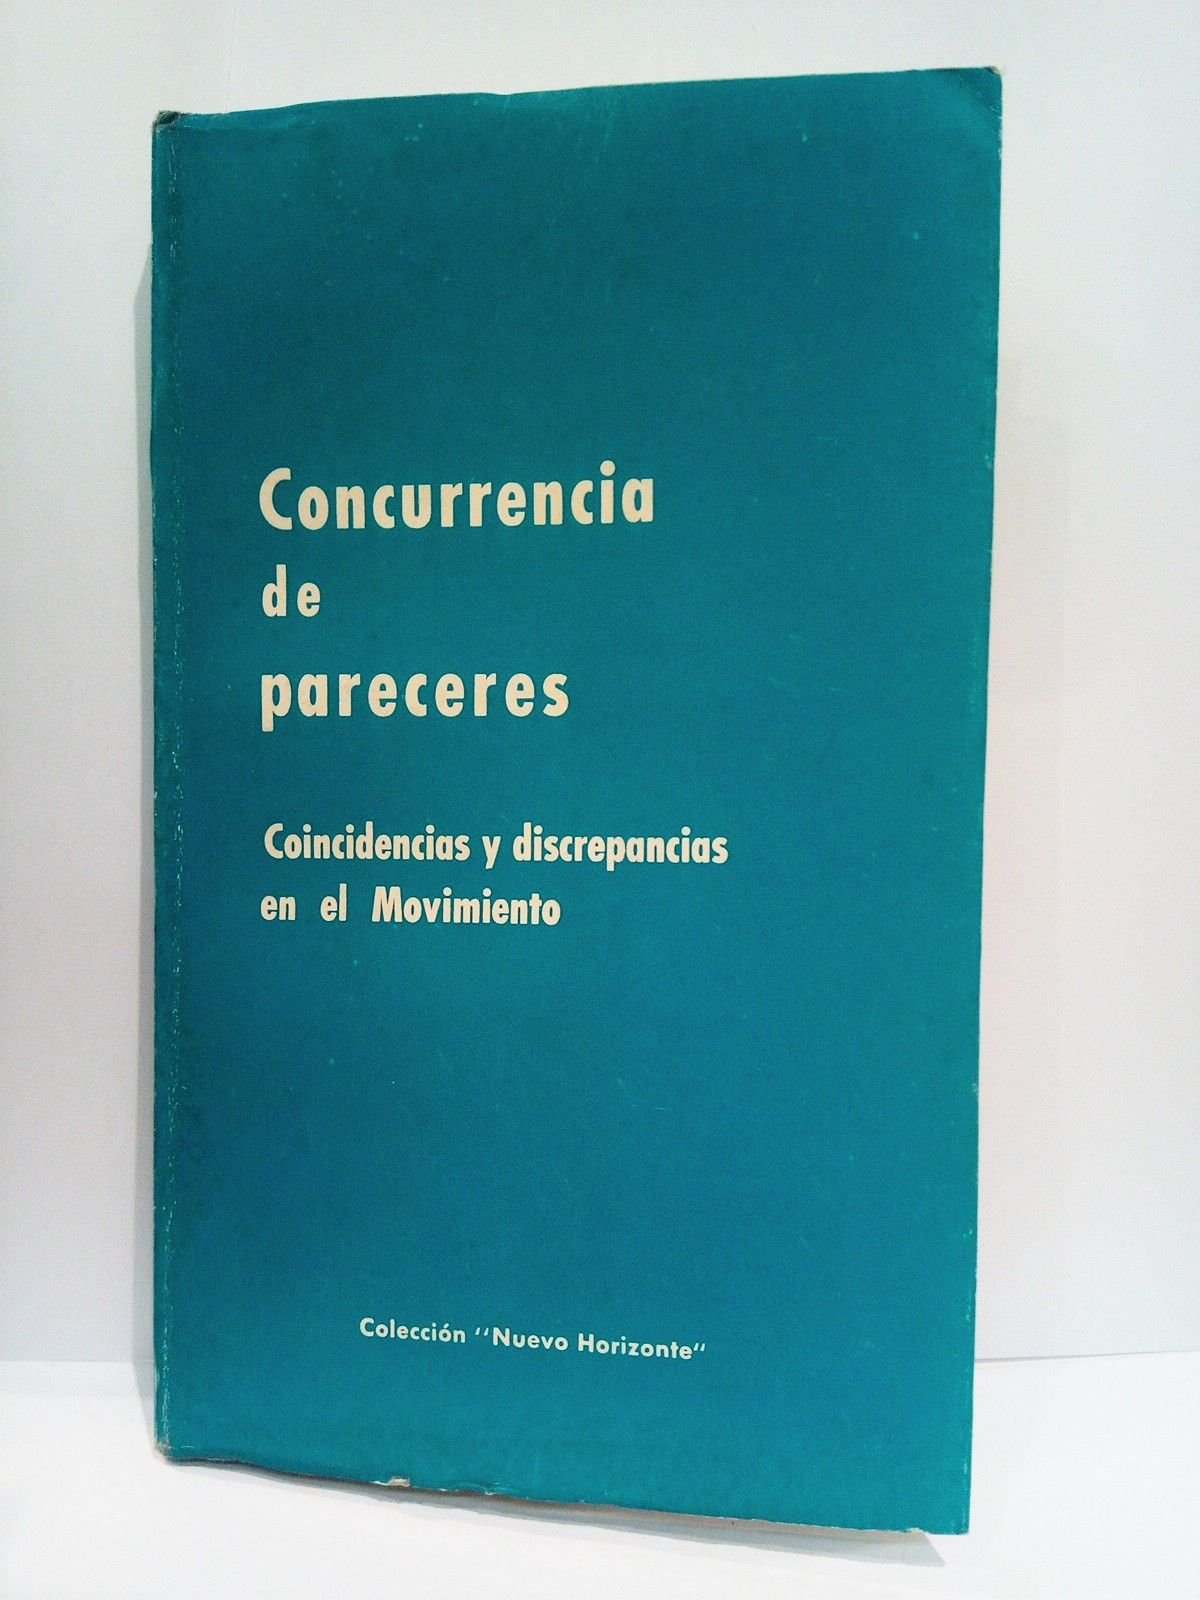 Concurrencia
de
pareceres
Coincidencias y discrepancias
en el Movimiento
Colección "Nuevo Horizonte"